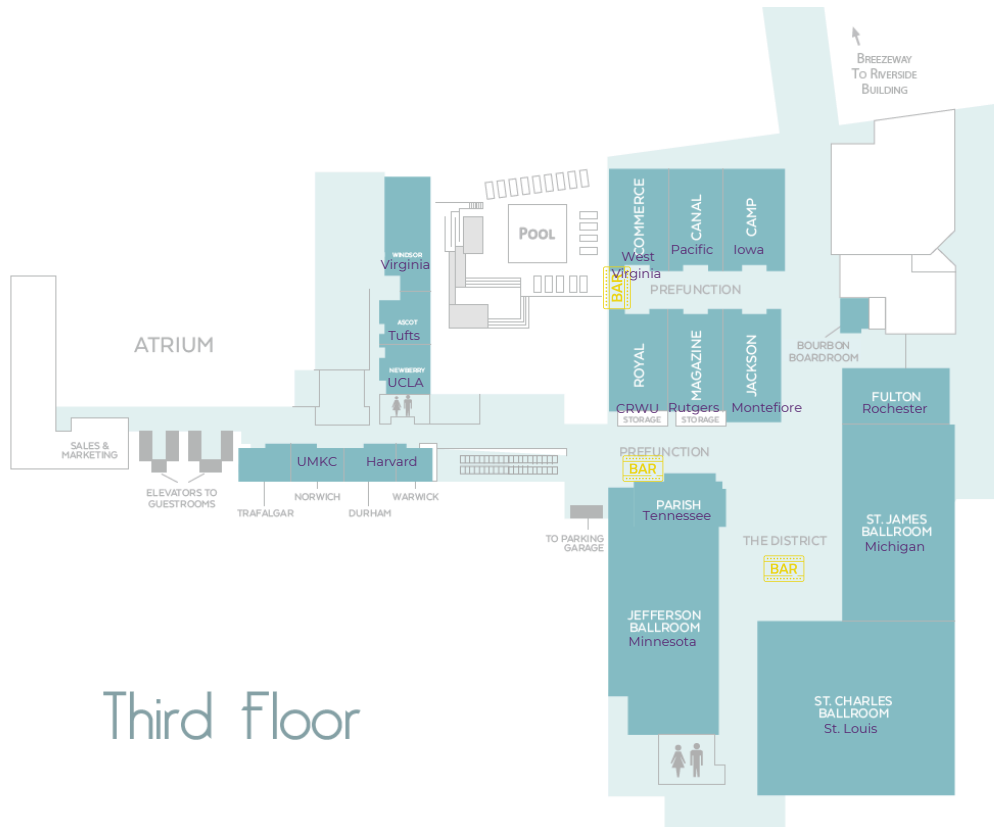 BREEZEWAY
TO RIVERSIDE
BUILDING
COMMERCE
West
Virginia
CANAL
Pacific
CAMP
Iowa
POOL
WINDSOR
Virginia
BAR
PREFUNCTION
ASCOT
Tufts
ATRIUM
NEWBERRY
UCLA
ROYAL
CRWU
STORAGE
MAGAZINE
Rutgers
STORAGE
JACKSON
Montefiore
BOURBON
BOARDROOM
FULTON
Rochester
SALES &
MARKETING
UMKC
Harvard
PREFUNCTION
BAR
ELEVATORS TO
GUESTROOMS
TRAFALGAR
NORWICH
DURHAM
WARWICK
PARISH
Tennessee
TO PARKING
GARAGE
THE DISTRICT
BAR
ST. JAMES
BALLROOM
Michigan
JEFFERSON
BALLROOM
Minnesota
ST. CHARLES
BALLROOM
St. Louis
Third Floor